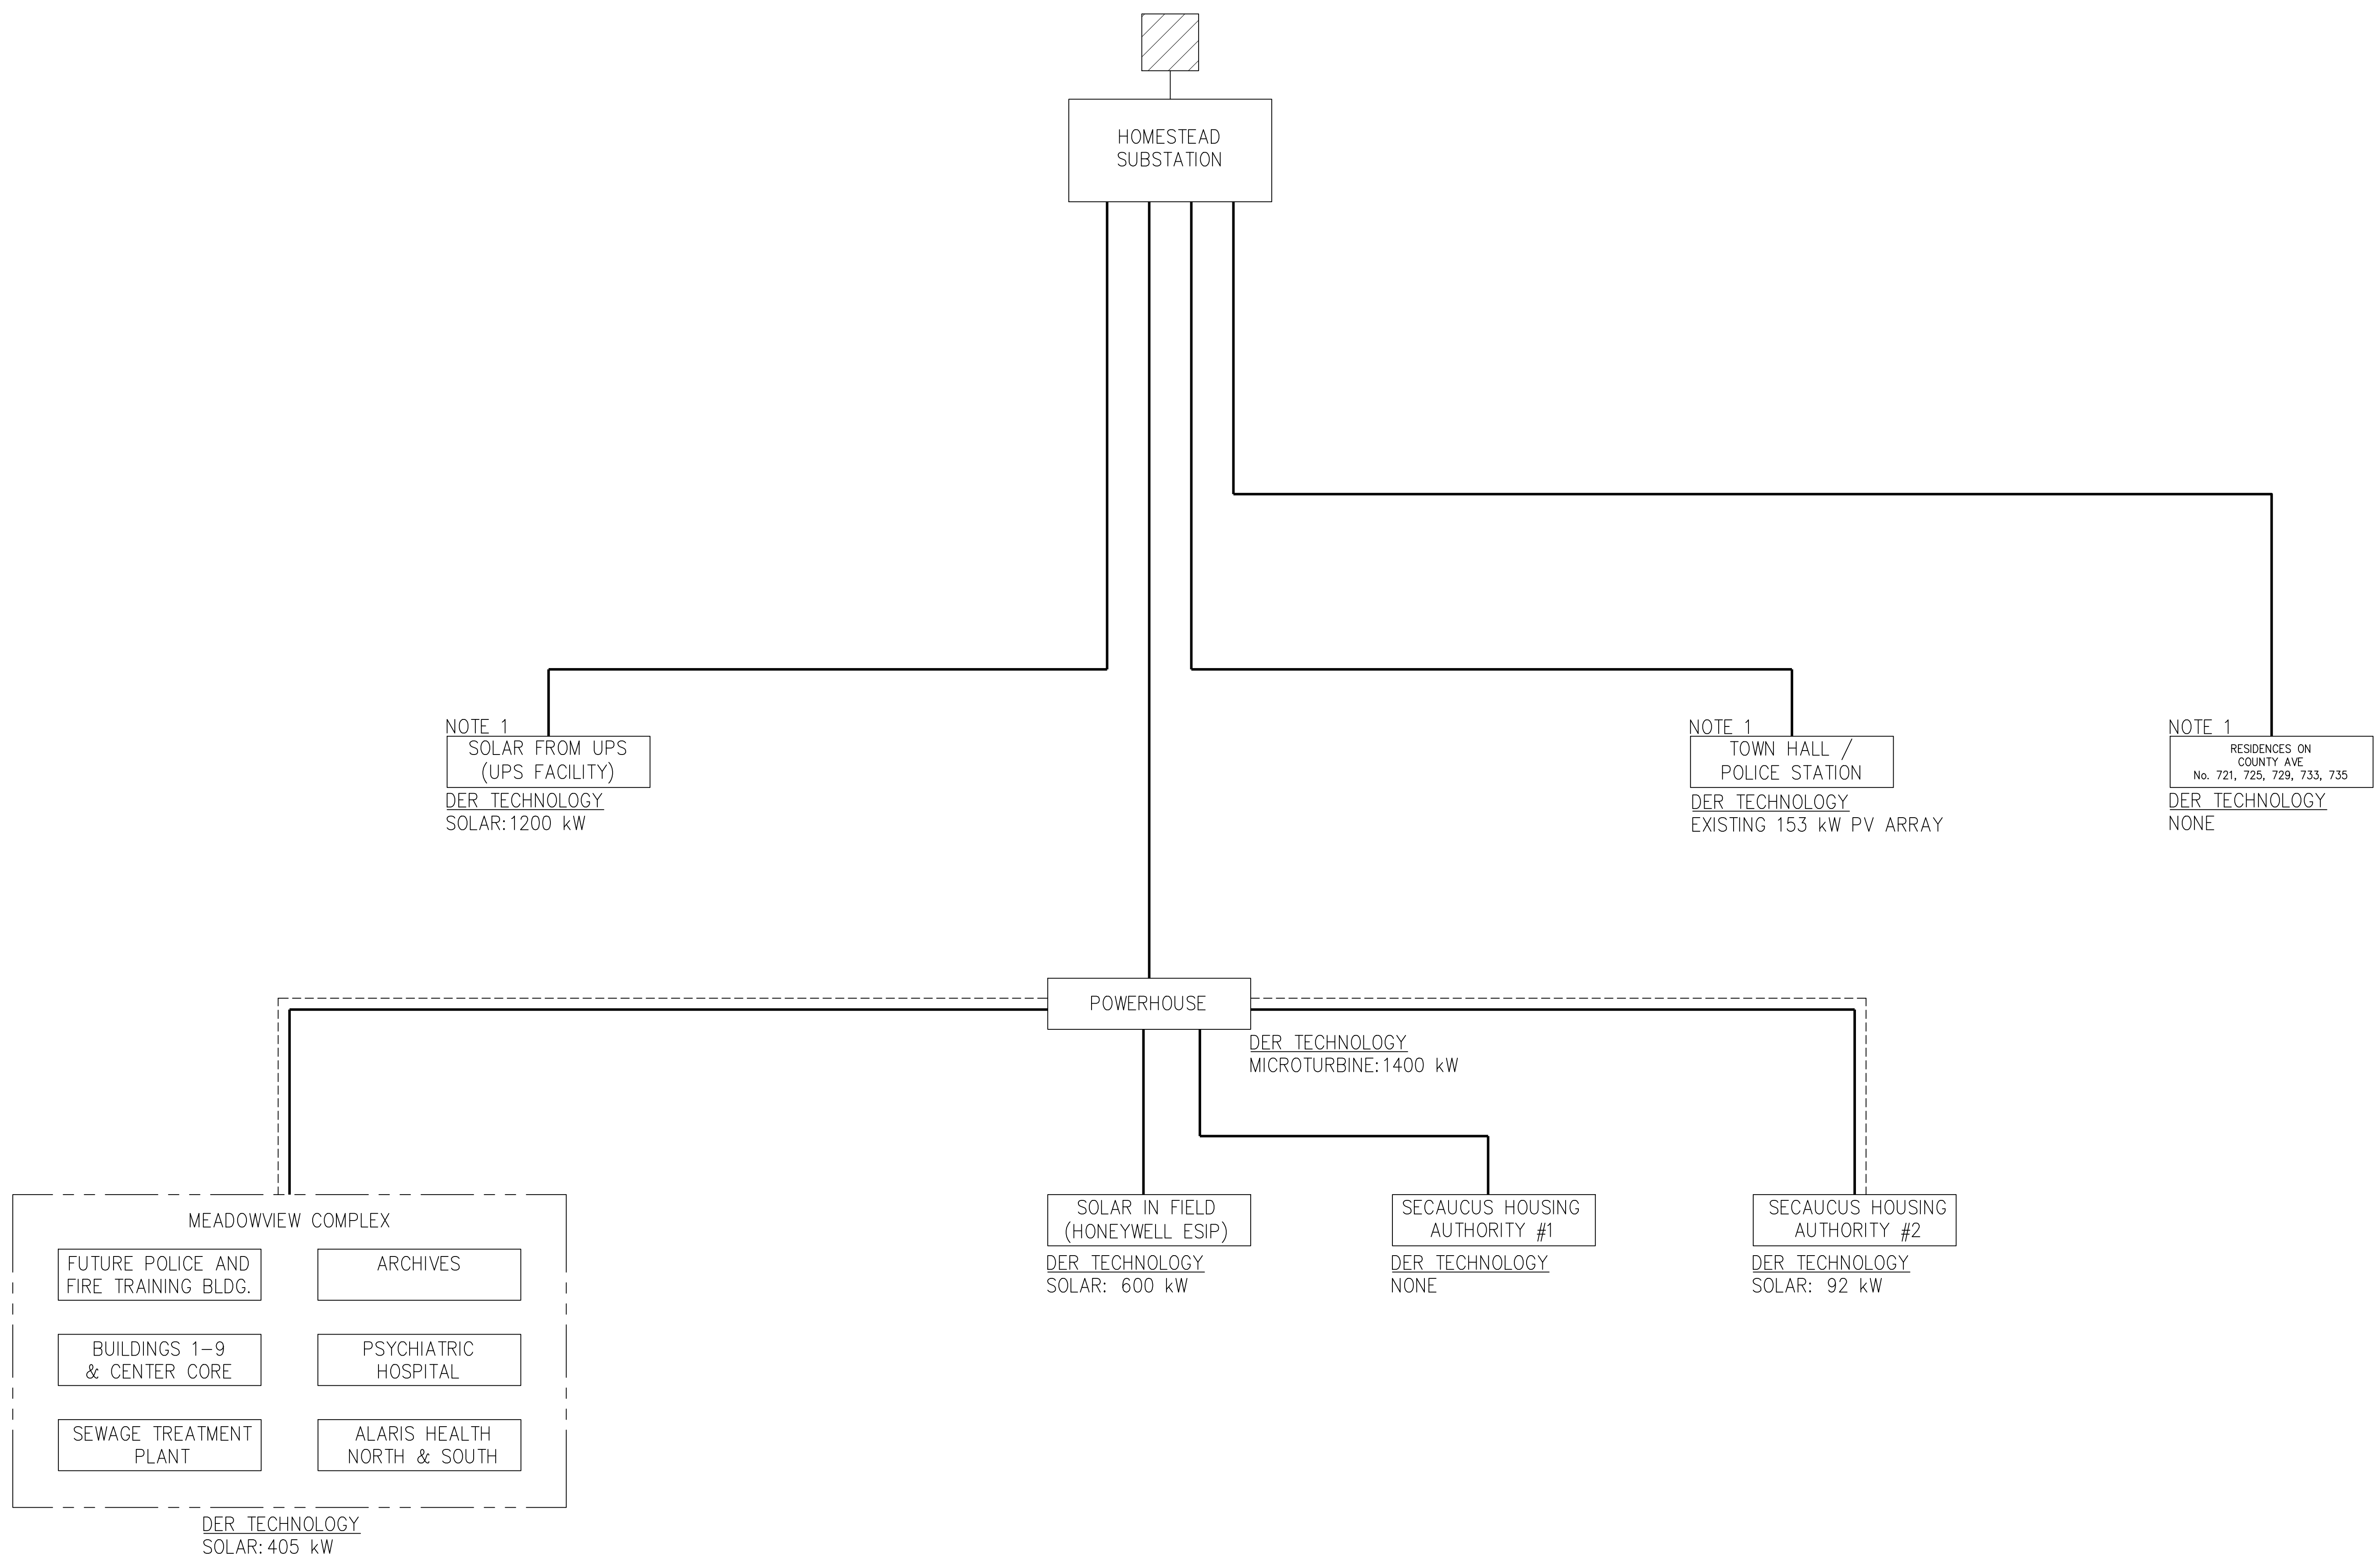 HOMESTEAD
SUBSTATION
NOTE 1
SOLAR FROM UPS
(UPS FACILITY)
DER TECHNOLOGY
SOLAR: 1200 kW
NOTE 1
TOWN HALL /
POLICE STATION
DER TECHNOLOGY
EXISTING 153 kW PV ARRAY
NOTE 1
RESIDENCES ON
COUNTY AVE
No. 721, 725, 729, 733, 735
DER TECHNOLOGY
NONE
POWERHOUSE
DER TECHNOLOGY
MICROTURBINE: 1400 kW
MEADOWVIEW COMPLEX
FUTURE POLICE AND
FIRE TRAINING BLDG.
ARCHIVES
BUILDINGS 1-9
& CENTER CORE
PSYCHIATRIC
HOSPITAL
SEWAGE TREATMENT
PLANT
ALARIS HEALTH
NORTH & SOUTH
DER TECHNOLOGY
SOLAR: 405 kW
SOLAR IN FIELD
(HONEYWELL ESIP)
DER TECHNOLOGY
SOLAR: 600 kW
SECAUCUS HOUSING
AUTHORITY #1
DER TECHNOLOGY
NONE
SECAUCUS HOUSING
AUTHORITY #2
DER TECHNOLOGY
SOLAR: 92 kW